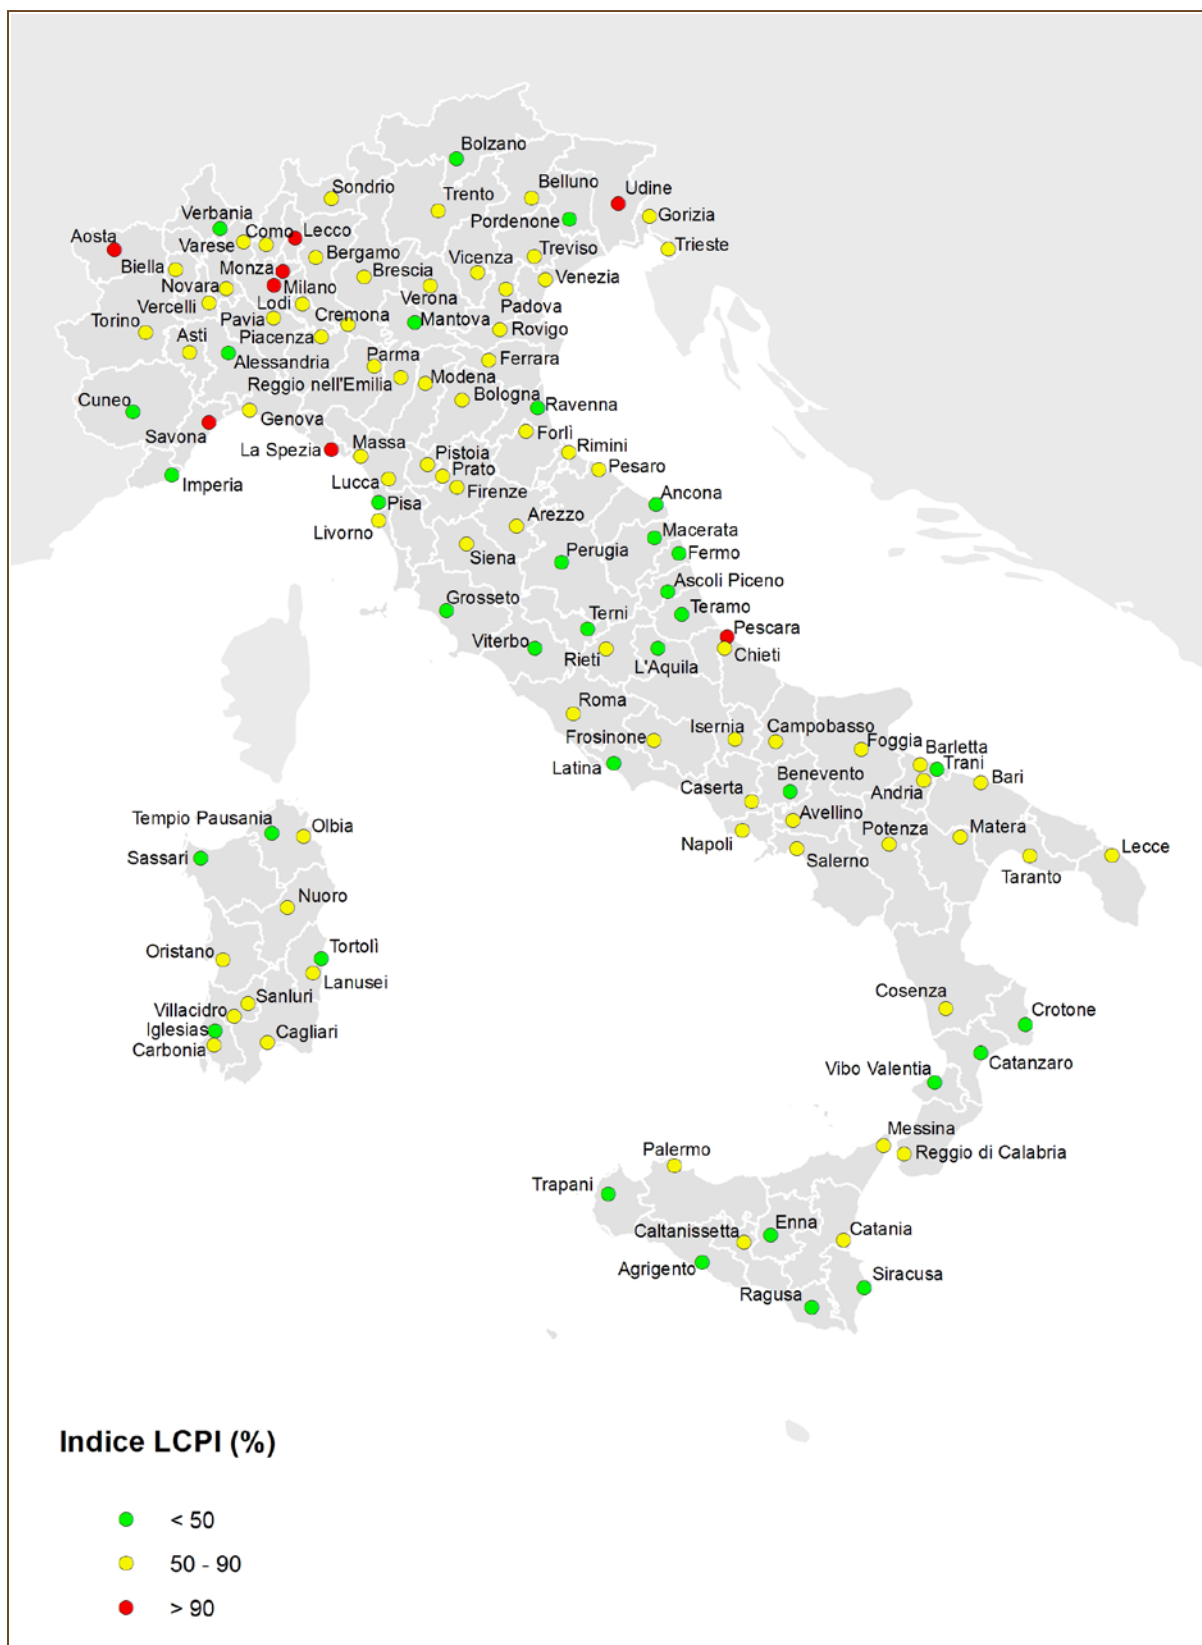 Bolzano
Sondrio
Trento
Belluno
Udine
Pordenone
Gorizia
Verbania
Aosta
Varese
Como
Lecco
Bergamo
Treviso
Trieste
Vicenza
Biella
Monza
Brescia
Venezia
Novara
Milano
Verona
Padova
Vercelli
Lodi
Torino
Pavia
Cremona
Mantova
Rovigo
Asti
Piacenza
Alessandria
Parma
Ferrara
Reggio nell'Emilia
Modena
Cuneo
Bologna
Ravenna
Genova
Savona
Forlì
La Spezia
Massa
Pistoia
Rimini
Prato
Pesaro
Imperia
Lucca
Firenze
Pisa
Ancona
Livorno
Arezzo
Macerata
Siena
Perugia
Fermo
Ascoli Piceno
Grosseto
Terni
Teramo
Pescara
Viterbo
Rieti
L'Aquila
Chieti
Roma
Isernia
Campobasso
Frosinone
Foggia
Barletta
Latina
Trani
Benevento
Bari
Caserta
Andria
Avellino
Tempio Pausania
Olbia
Potenza
Matera
Napoli
Lecce
Sassari
Salerno
Taranto
Nuoro
Tortolì
Oristano
Lanusei
Cosenza
Sanluri
Villacidro
Crotone
Iglesias
Cagliari
Carbonia
Catanzaro
Vibo Valentia
Messina
Palermo
Reggio di Calabria
Trapani
Enna
Caltanissetta
Catania
Agrigento
Siracusa
Ragusa
Indice LCPI (%)
< 50
50 - 90
> 90